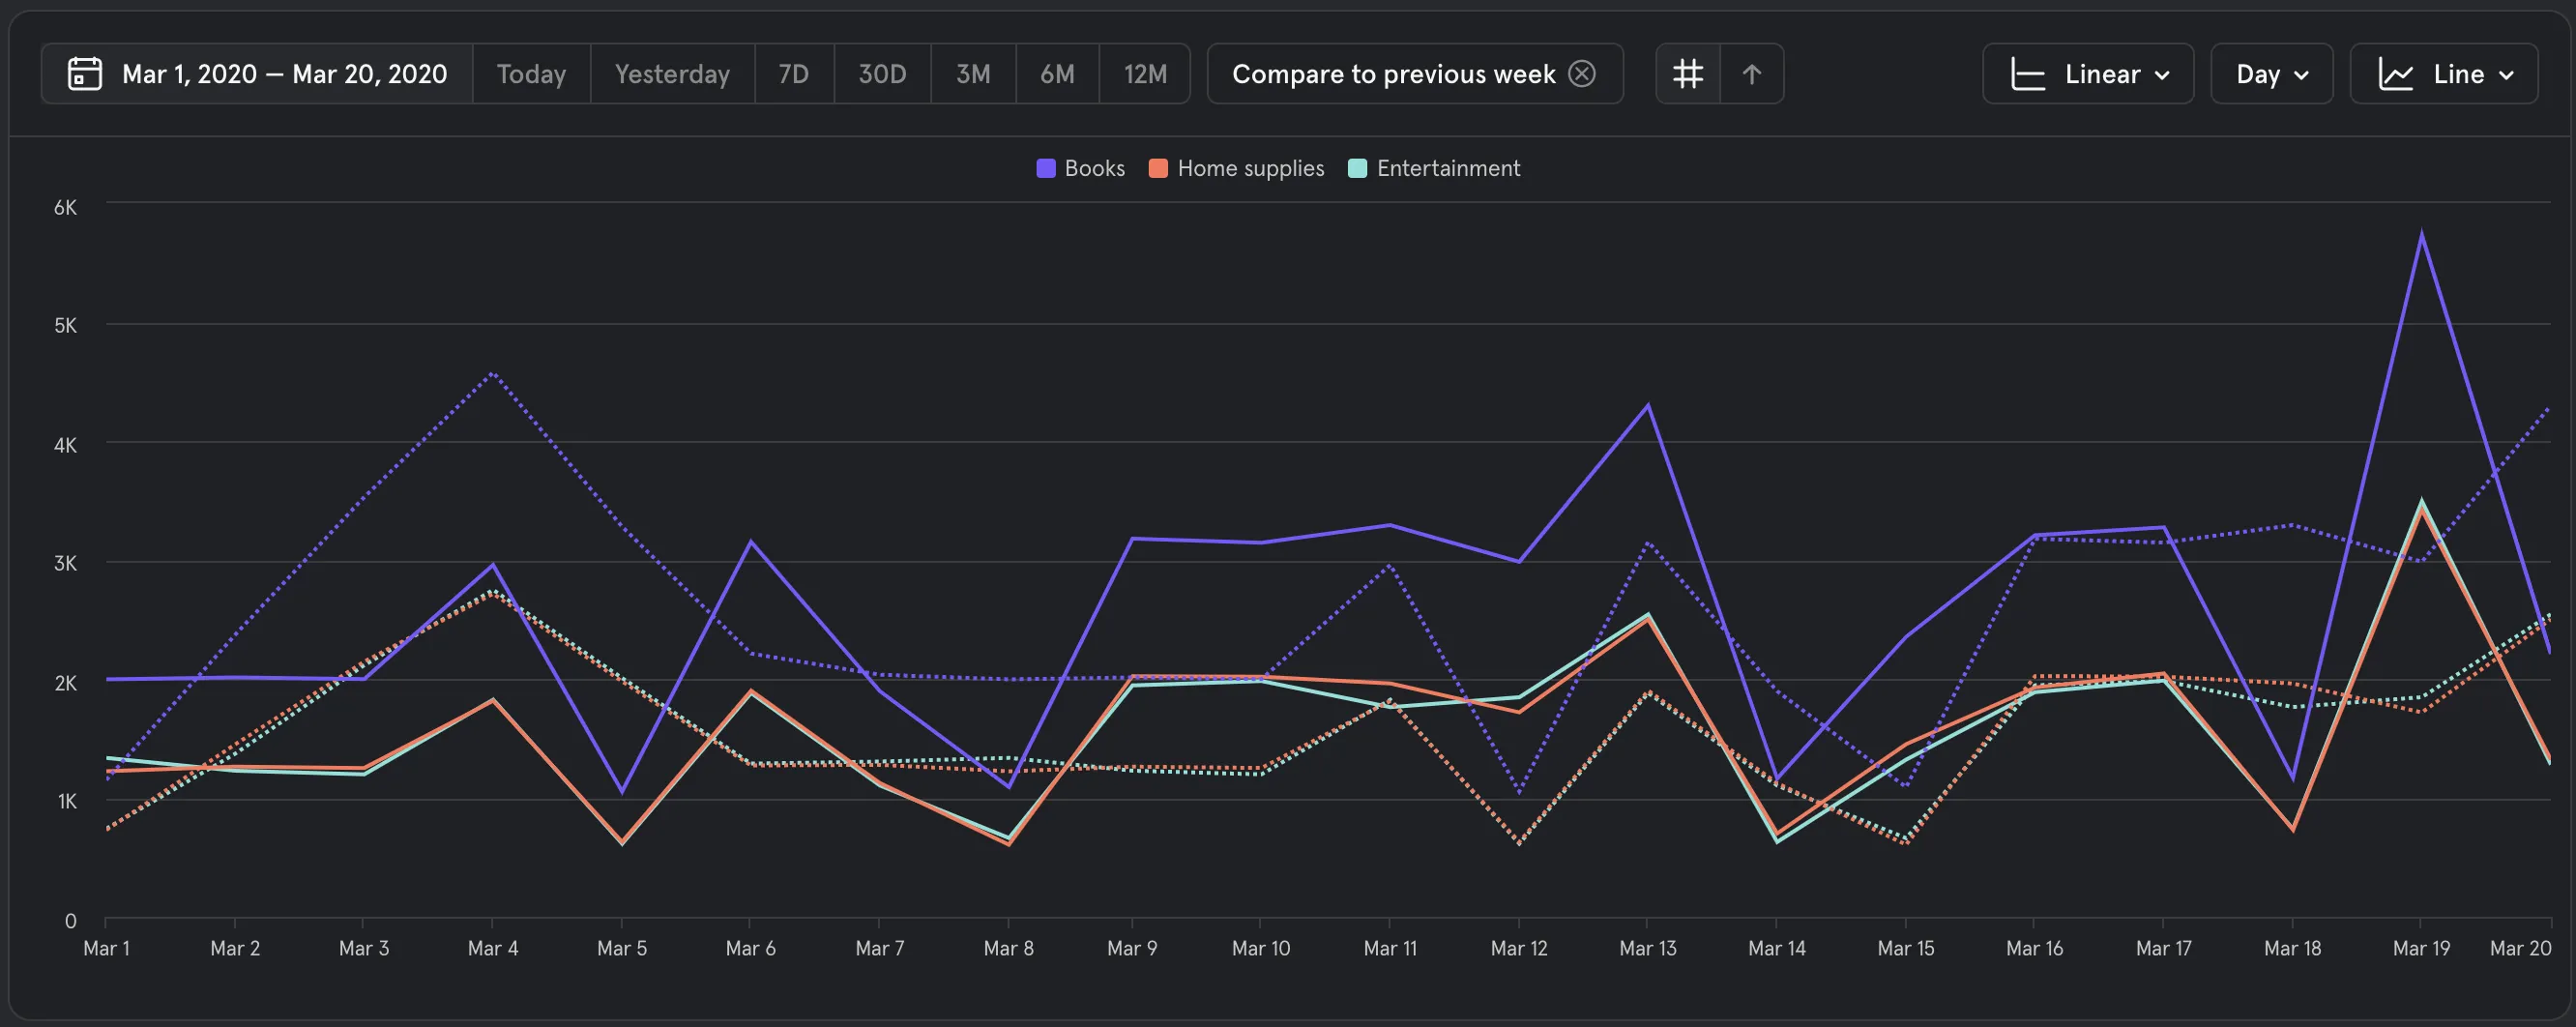 Mar 1, 2020 – Mar 20, 2020 Today Yesterday 7D 30D 3M 6M 12M Compare to previous week Linear Day Line
Books Home supplies Entertainment
6K
5K
4K
3K
2K
1K
0
Mar 1 Mar 2 Mar 3 Mar 4 Mar 5 Mar 6 Mar 7 Mar 8 Mar 9 Mar 10 Mar 11 Mar 12 Mar 13 Mar 14 Mar 15 Mar 16 Mar 17 Mar 18 Mar 19 Mar 20